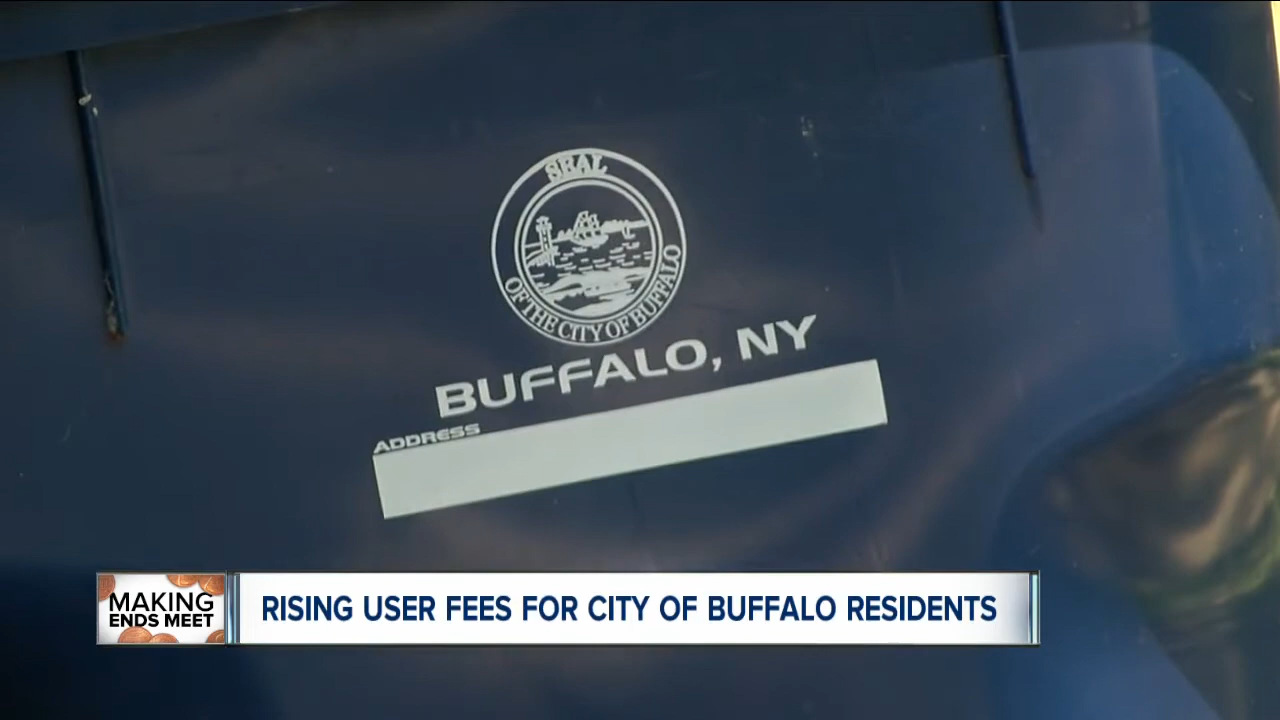 SEAL
OF THE CITY OF BUFFALO
BUFFALO, NY
ADDRESS
MAKING
ENDS MEET
RISING USER FEES FOR CITY OF BUFFALO RESIDENTS